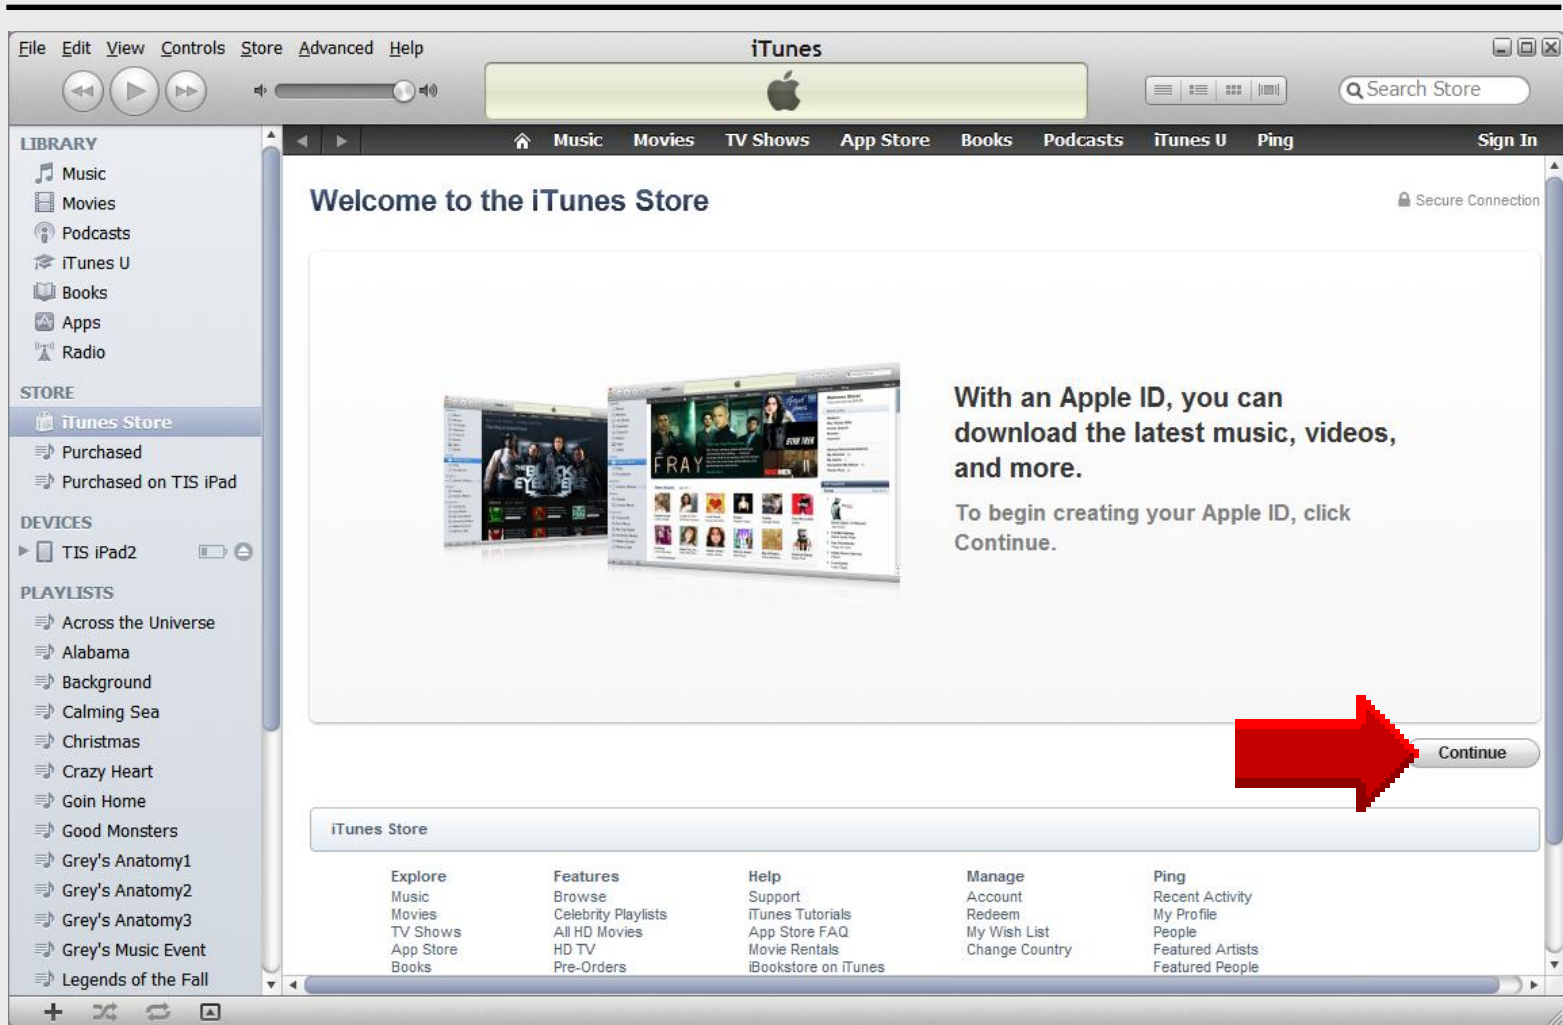 File Edit View Controls Store Advanced Help
iTunes
Search Store
LIBRARY
Music
Movies
Podcasts
iTunes U
Books
Apps
Radio
STORE
iTunes Store
Purchased
Purchased on TIS iPad
DEVICES
TIS iPad2
PLAYLISTS
Across the Universe
Alabama
Background
Calming Sea
Christmas
Crazy Heart
Goin Home
Good Monsters
Grey's Anatomy1
Grey's Anatomy2
Grey's Anatomy3
Grey's Music Event
Legends of the Fall
Music Movies TV Shows App Store Books Podcasts iTunes U Ping Sign In
Welcome to the iTunes Store
Secure Connection
THE BLACK
EYED PEAS
FRAY
STAR TREK
With an Apple ID, you can
download the latest music, videos,
and more.
To begin creating your Apple ID, click
Continue.
Continue
iTunes Store
Explore
Music
Movies
TV Shows
App Store
Books
Features
Browse
Celebrity Playlists
All HD Movies
HD TV
Pre-Orders
Help
Support
iTunes Tutorials
App Store FAQ
Movie Rentals
iBookstore on iTunes
Manage
Account
Redeem
My Wish List
Change Country
Ping
Recent Activity
My Profile
People
Featured Artists
Featured People